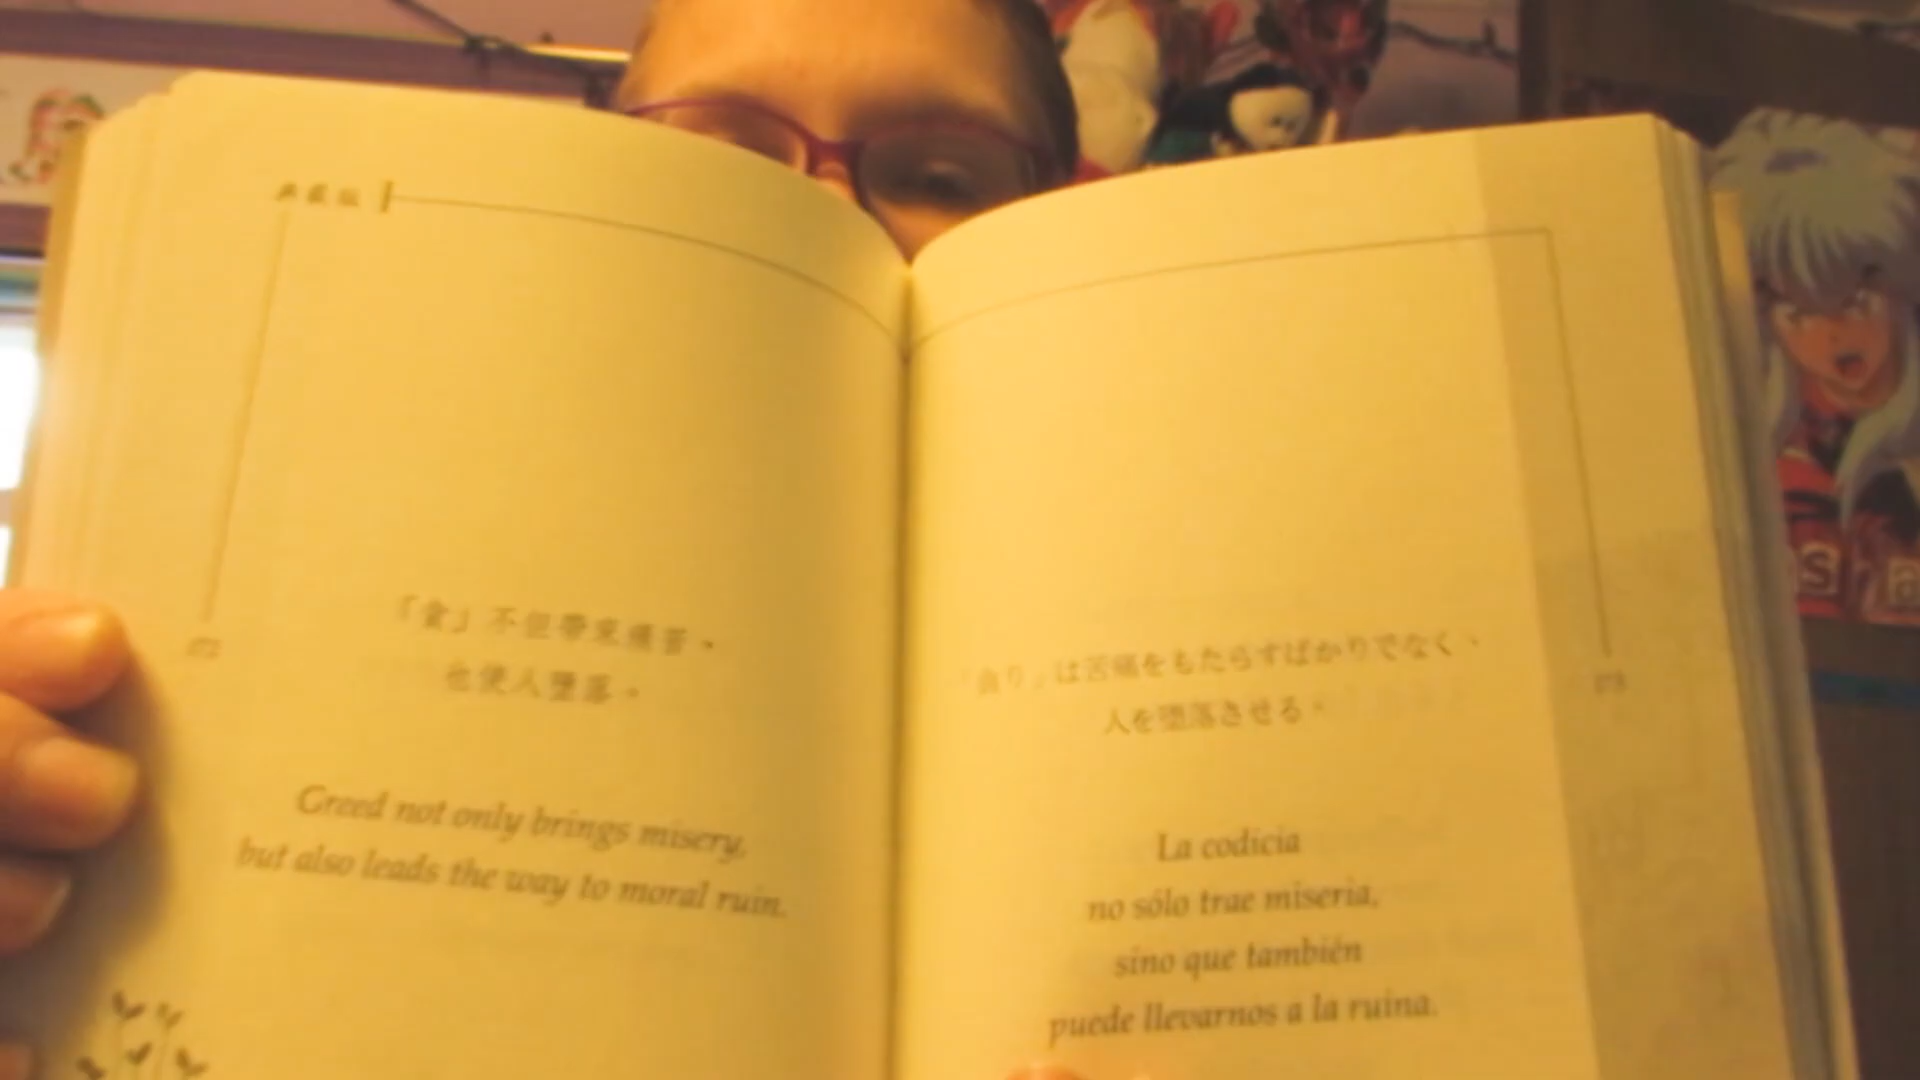 典藏版
「貪」不但帶來痛苦，
也使人墮落。
Greed not only brings misery,
but also leads the way to moral ruin.
「貪り」は苦痛をもたらすばかりでなく、
人を堕落させる。
La codicia
no sólo trae miseria,
sino que también
puede llevarnos a la ruina.
S